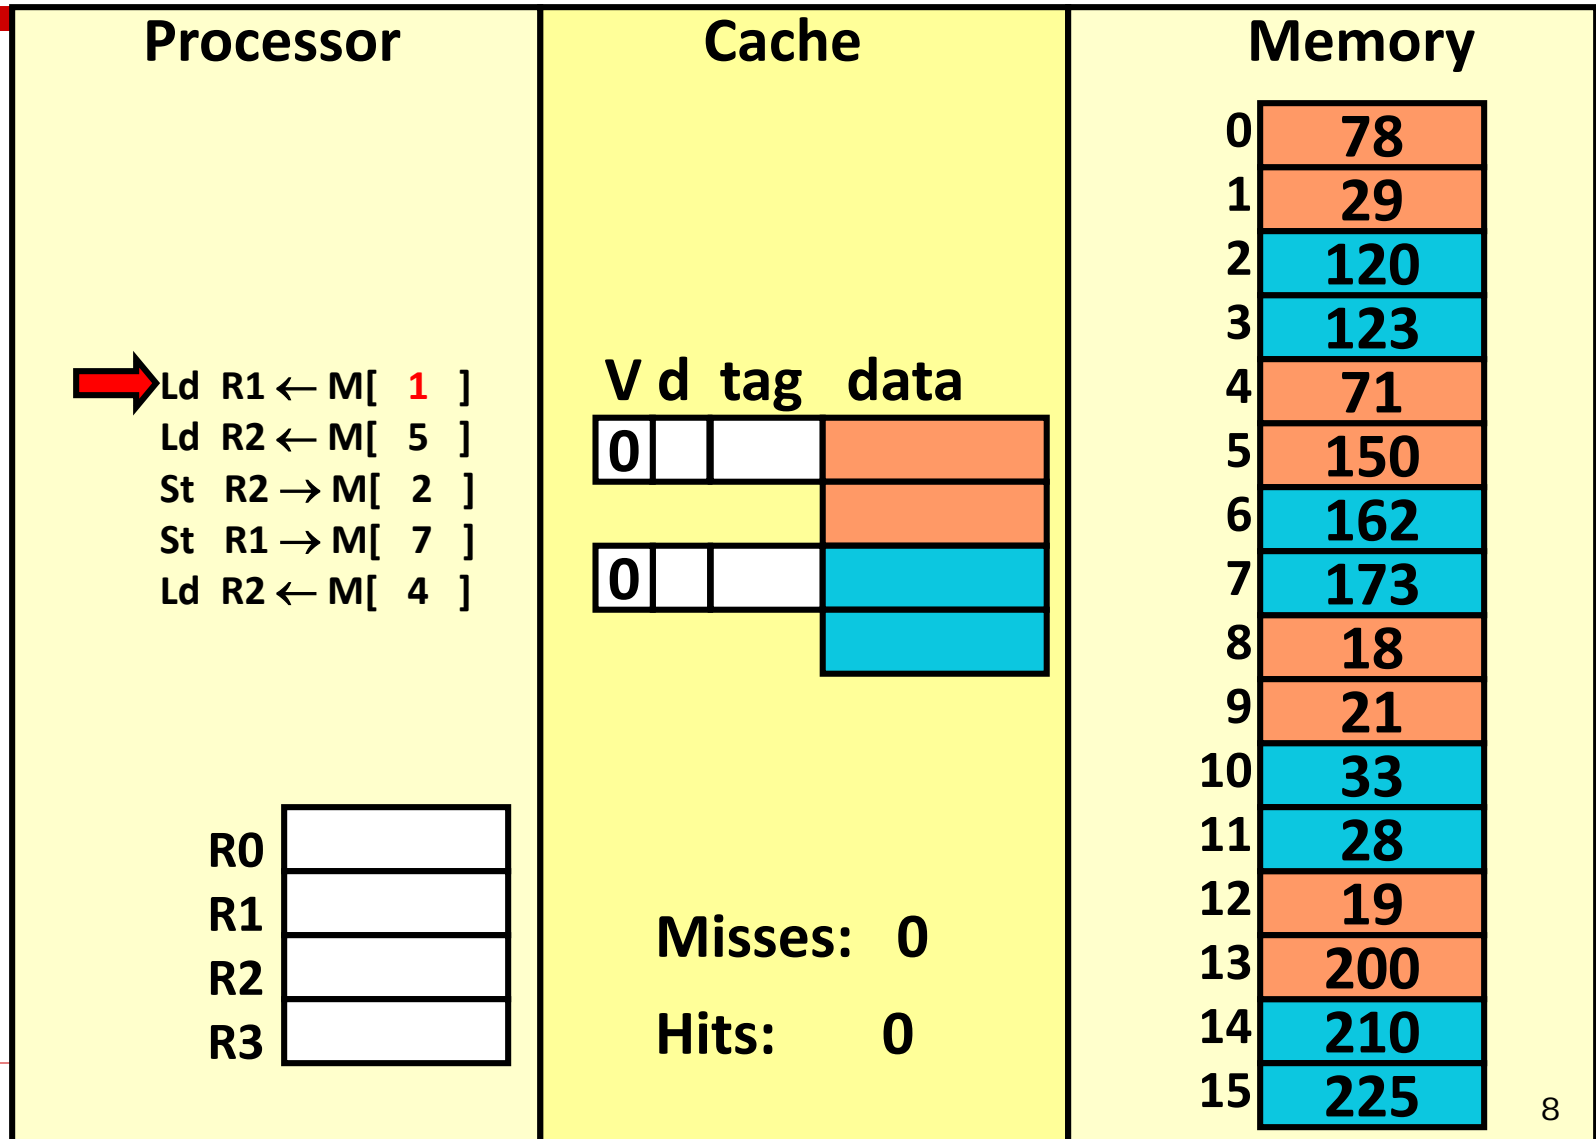 Processor
Ld R1 ← M[ 1 ]
Ld R2 ← M[ 5 ]
St R2 → M[ 2 ]
St R1 → M[ 7 ]
Ld R2 ← M[ 4 ]
R0
R1
R2
R3
Cache
V d tag data
0
0
Misses: 0
Hits: 0
Memory
0 78
1 29
2 120
3 123
4 71
5 150
6 162
7 173
8 18
9 21
10 33
11 28
12 19
13 200
14 210
15 225
8